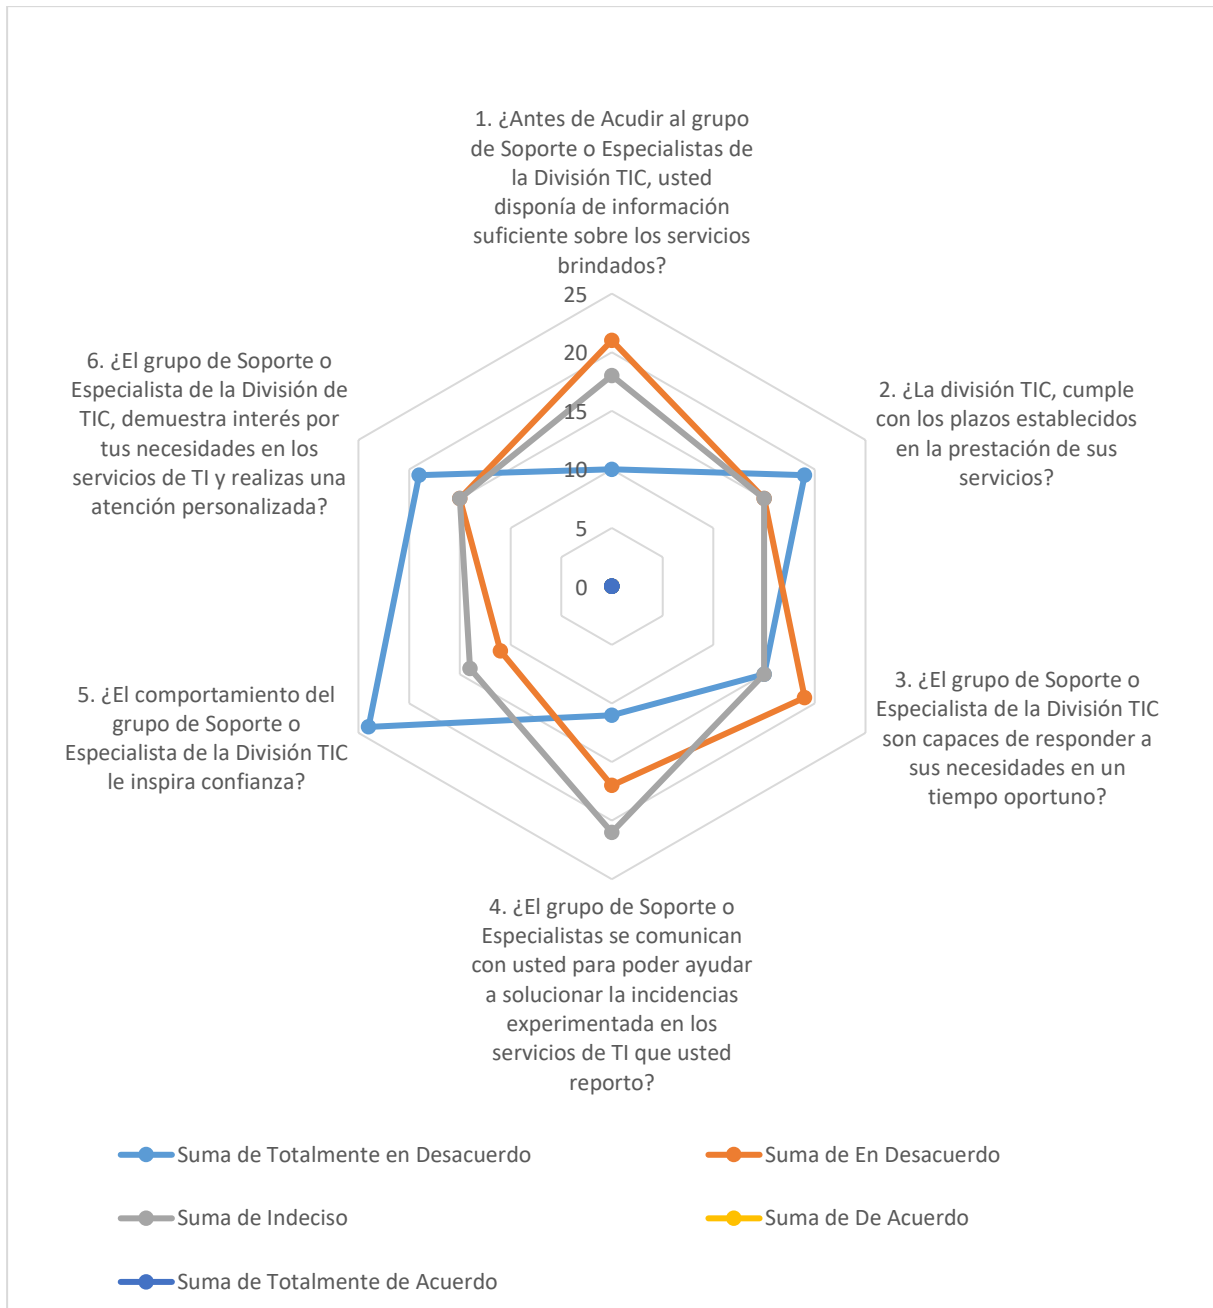 1. ¿Antes de Acudir al grupo
de Soporte o Especialistas de
la División TIC, usted
disponía de información
suficiente sobre los servicios
brindados?
25
20
15
10
5
0
2. ¿La división TIC, cumple
con los plazos establecidos
en la prestación de sus
servicios?
3. ¿El grupo de Soporte o
Especialista de la División TIC
son capaces de responder a
sus necesidades en un
tiempo oportuno?
4. ¿El grupo de Soporte o
Especialistas se comunican
con usted para poder ayudar
a solucionar la incidencias
experimentada en los
servicios de TI que usted
reporto?
5. ¿El comportamiento del
grupo de Soporte o
Especialista de la División TIC
le inspira confianza?
6. ¿El grupo de Soporte o
Especialista de la División de
TIC, demuestra interés por
tus necesidades en los
servicios de TI y realizas una
atención personalizada?
Suma de Totalmente en Desacuerdo
Suma de En Desacuerdo
Suma de Indeciso
Suma de De Acuerdo
Suma de Totalmente de Acuerdo